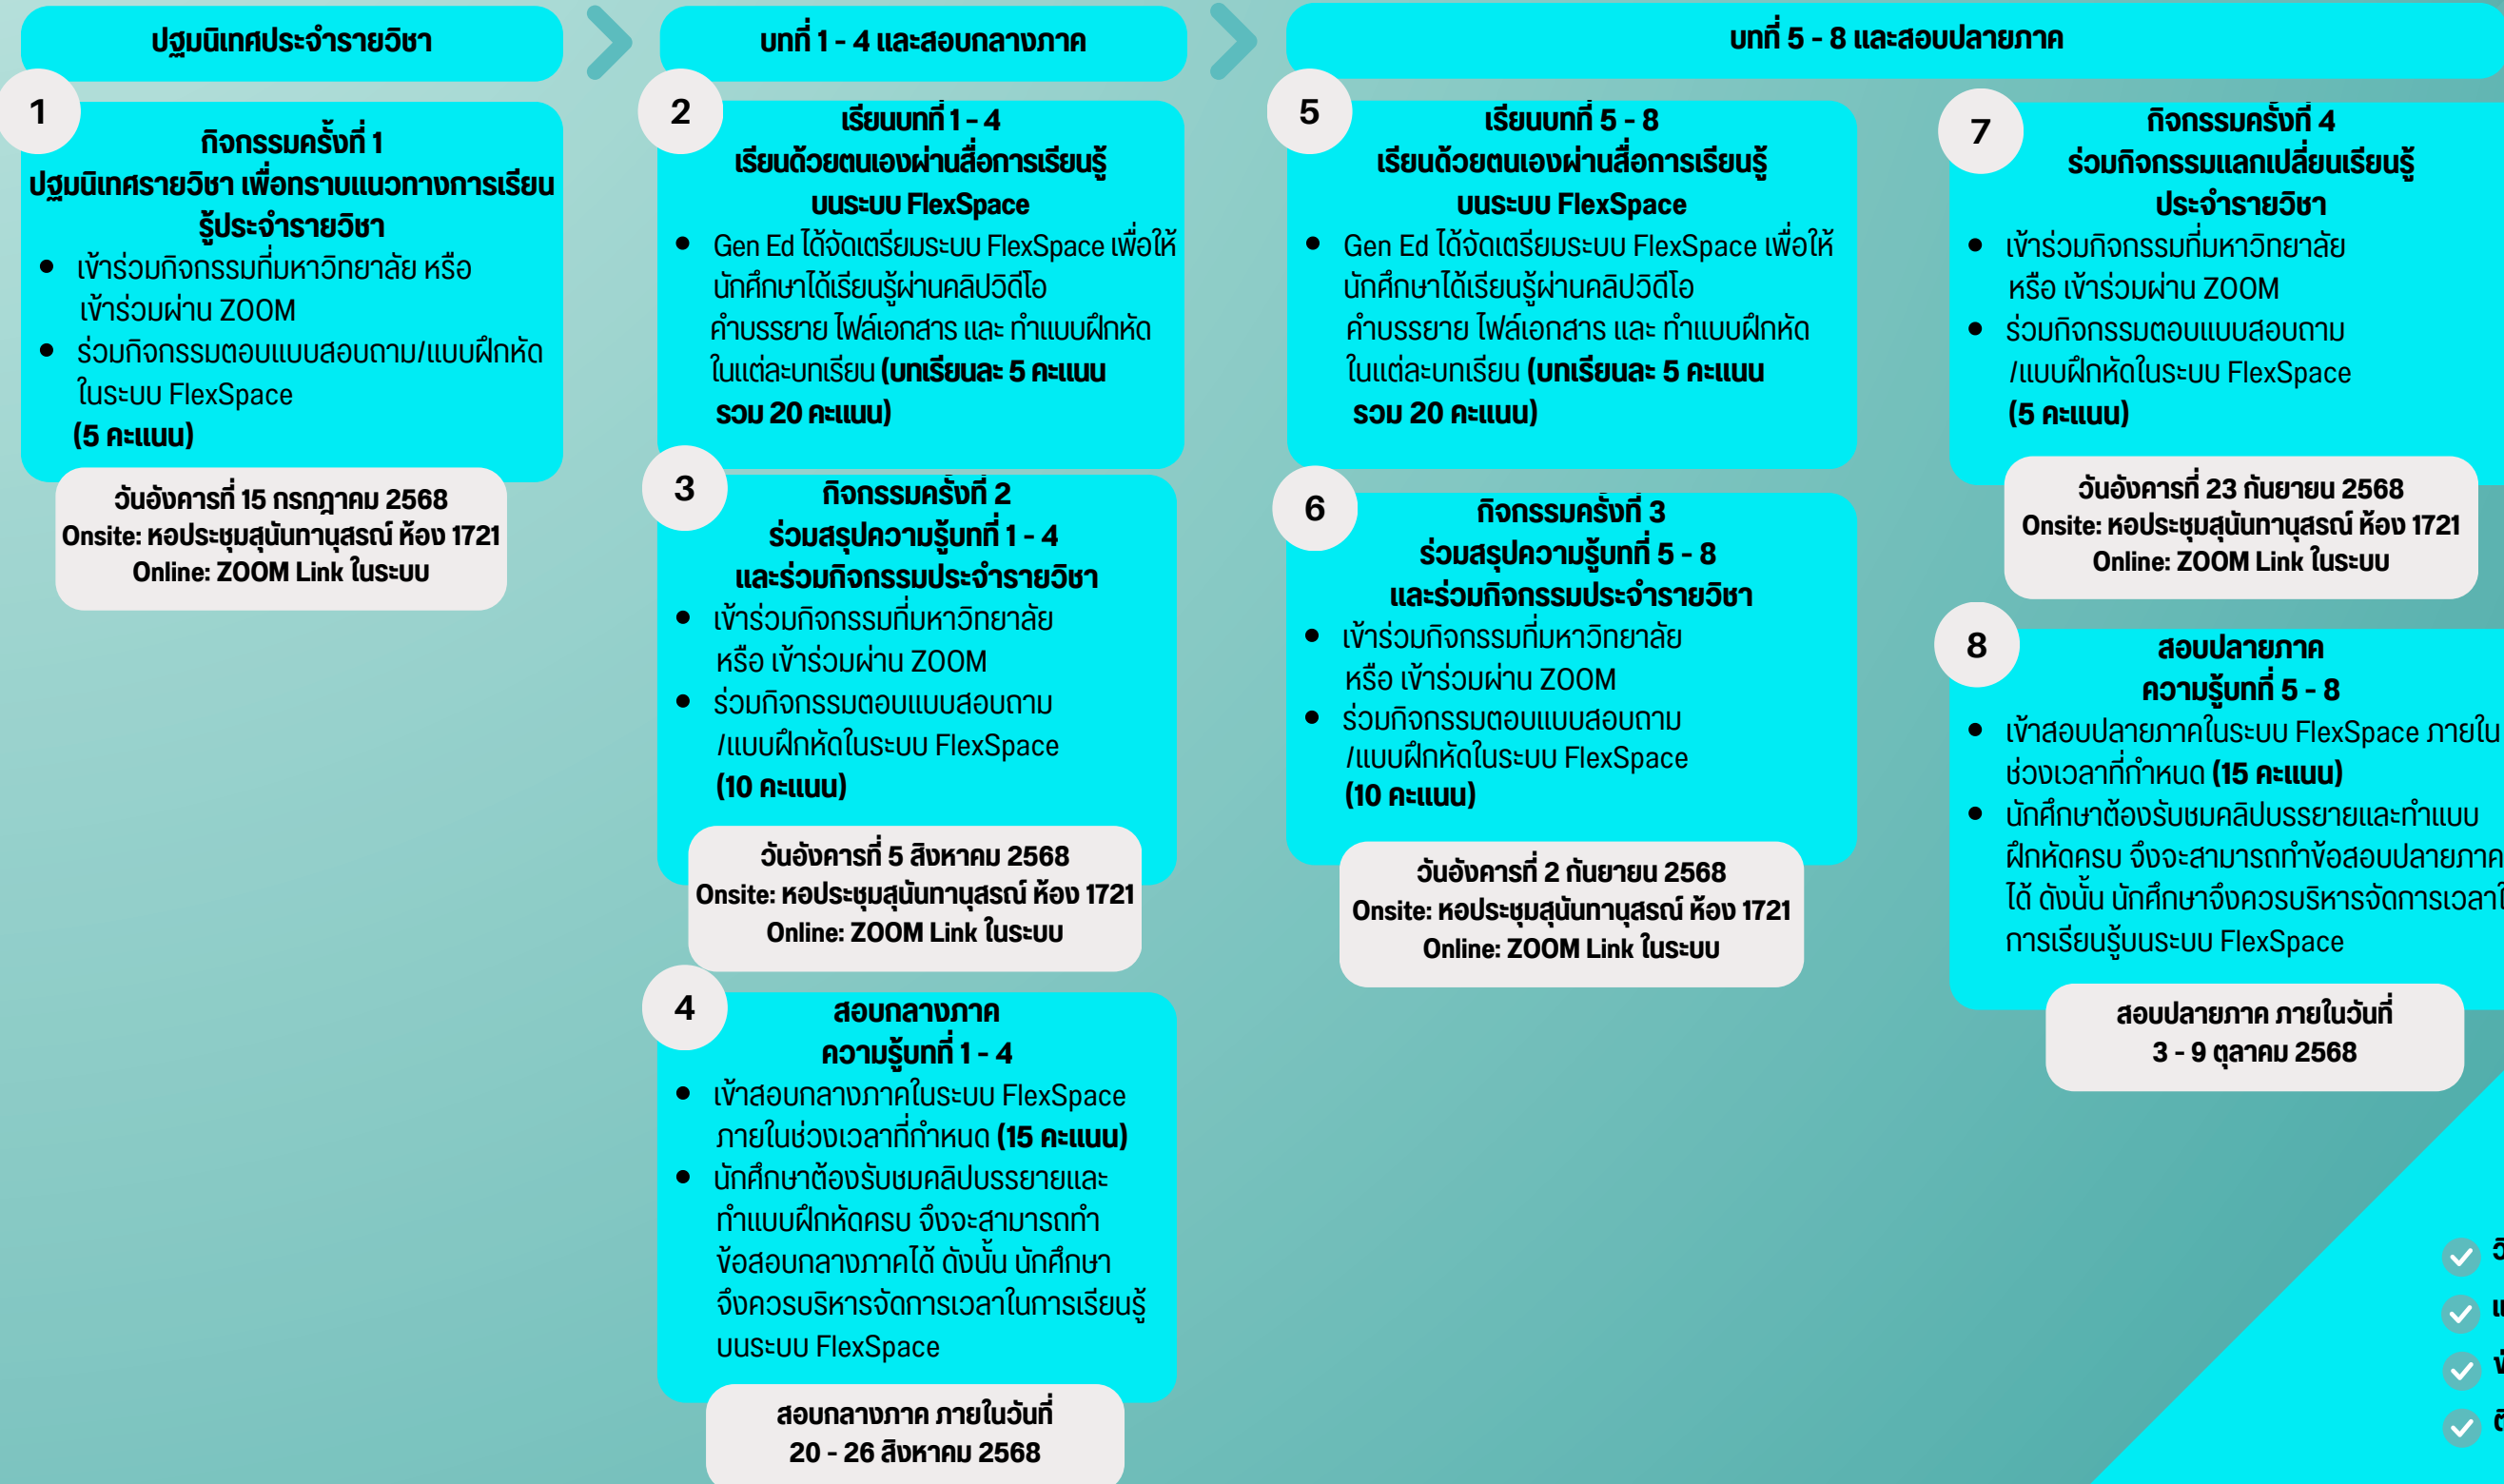 ปฐมนิเทศประจำรายวิชา
1
กิจกรรมครั้งที่ 1
ปฐมนิเทศรายวิชา เพื่อทราบแนวทางการเรียน
รู้ประจำรายวิชา
เข้าร่วมกิจกรรมที่มหาวิทยาลัย หรือ
เข้าร่วมผ่าน ZOOM
ร่วมกิจกรรมตอบแบบสอบถาม/แบบฝึกหัด
ในระบบ FlexSpace
(5 คะแนน)
วันอังคารที่ 15 กรกฎาคม 2568
Onsite: หอประชุมสุนันทานุสรณ์ ห้อง 1721
Online: ZOOM Link ในระบบ
บทที่ 1 - 4 และสอบกลางภาค
2
เรียนบทที่ 1 - 4
เรียนด้วยตนเองผ่านสื่อการเรียนรู้
บนระบบ FlexSpace
Gen Ed ได้จัดเตรียมระบบ FlexSpace เพื่อให้
นักศึกษาได้เรียนรู้ผ่านคลิปวิดีโอ
คำบรรยาย ไฟล์เอกสาร และ ทำแบบฝึกหัด
ในแต่ละบทเรียน (บทเรียนละ 5 คะแนน
รวม 20 คะแนน)
3
กิจกรรมครั้งที่ 2
ร่วมสรุปความรู้บทที่ 1 - 4
และร่วมกิจกรรมประจำรายวิชา
เข้าร่วมกิจกรรมที่มหาวิทยาลัย
หรือ เข้าร่วมผ่าน ZOOM
ร่วมกิจกรรมตอบแบบสอบถาม
/แบบฝึกหัดในระบบ FlexSpace
(10 คะแนน)
วันอังคารที่ 5 สิงหาคม 2568
Onsite: หอประชุมสุนันทานุสรณ์ ห้อง 1721
Online: ZOOM Link ในระบบ
4
สอบกลางภาค
ความรู้บทที่ 1 - 4
เข้าสอบกลางภาคในระบบ FlexSpace
ภายในช่วงเวลาที่กำหนด (15 คะแนน)
นักศึกษาต้องรับชมคลิปบรรยายและ
ทำแบบฝึกหัดครบ จึงจะสามารถทำ
ข้อสอบกลางภาคได้ ดังนั้น นักศึกษา
จึงควรบริหารจัดการเวลาในการเรียนรู้
บนระบบ FlexSpace
สอบกลางภาค ภายในวันที่
20 - 26 สิงหาคม 2568
บทที่ 5 - 8 และสอบปลายภาค
5
เรียนบทที่ 5 - 8
เรียนด้วยตนเองผ่านสื่อการเรียนรู้
บนระบบ FlexSpace
Gen Ed ได้จัดเตรียมระบบ FlexSpace เพื่อให้
นักศึกษาได้เรียนรู้ผ่านคลิปวิดีโอ
คำบรรยาย ไฟล์เอกสาร และ ทำแบบฝึกหัด
ในแต่ละบทเรียน (บทเรียนละ 5 คะแนน
รวม 20 คะแนน)
6
กิจกรรมครั้งที่ 3
ร่วมสรุปความรู้บทที่ 5 - 8
และร่วมกิจกรรมประจำรายวิชา
เข้าร่วมกิจกรรมที่มหาวิทยาลัย
หรือ เข้าร่วมผ่าน ZOOM
ร่วมกิจกรรมตอบแบบสอบถาม
/แบบฝึกหัดในระบบ FlexSpace
(10 คะแนน)
วันอังคารที่ 2 กันยายน 2568
Onsite: หอประชุมสุนันทานุสรณ์ ห้อง 1721
Online: ZOOM Link ในระบบ
7
กิจกรรมครั้งที่ 4
ร่วมกิจกรรมแลกเปลี่ยนเรียนรู้
ประจำรายวิชา
เข้าร่วมกิจกรรมที่มหาวิทยาลัย
หรือ เข้าร่วมผ่าน ZOOM
ร่วมกิจกรรมตอบแบบสอบถาม
/แบบฝึกหัดในระบบ FlexSpace
(5 คะแนน)
วันอังคารที่ 23 กันยายน 2568
Onsite: หอประชุมสุนันทานุสรณ์ ห้อง 1721
Online: ZOOM Link ในระบบ
8
สอบปลายภาค
ความรู้บทที่ 5 - 8
เข้าสอบปลายภาคในระบบ FlexSpace ภายใน
ช่วงเวลาที่กำหนด (15 คะแนน)
นักศึกษาต้องรับชมคลิปบรรยายและทำแบบ
ฝึกหัดครบ จึงจะสามารถทำข้อสอบปลายภาค
ได้ ดังนั้น นักศึกษาจึงควรบริหารจัดการเวลา
การเรียนรู้บนระบบ FlexSpace
สอบปลายภาค ภายในวันที่
3 - 9 ตุลาคม 2568